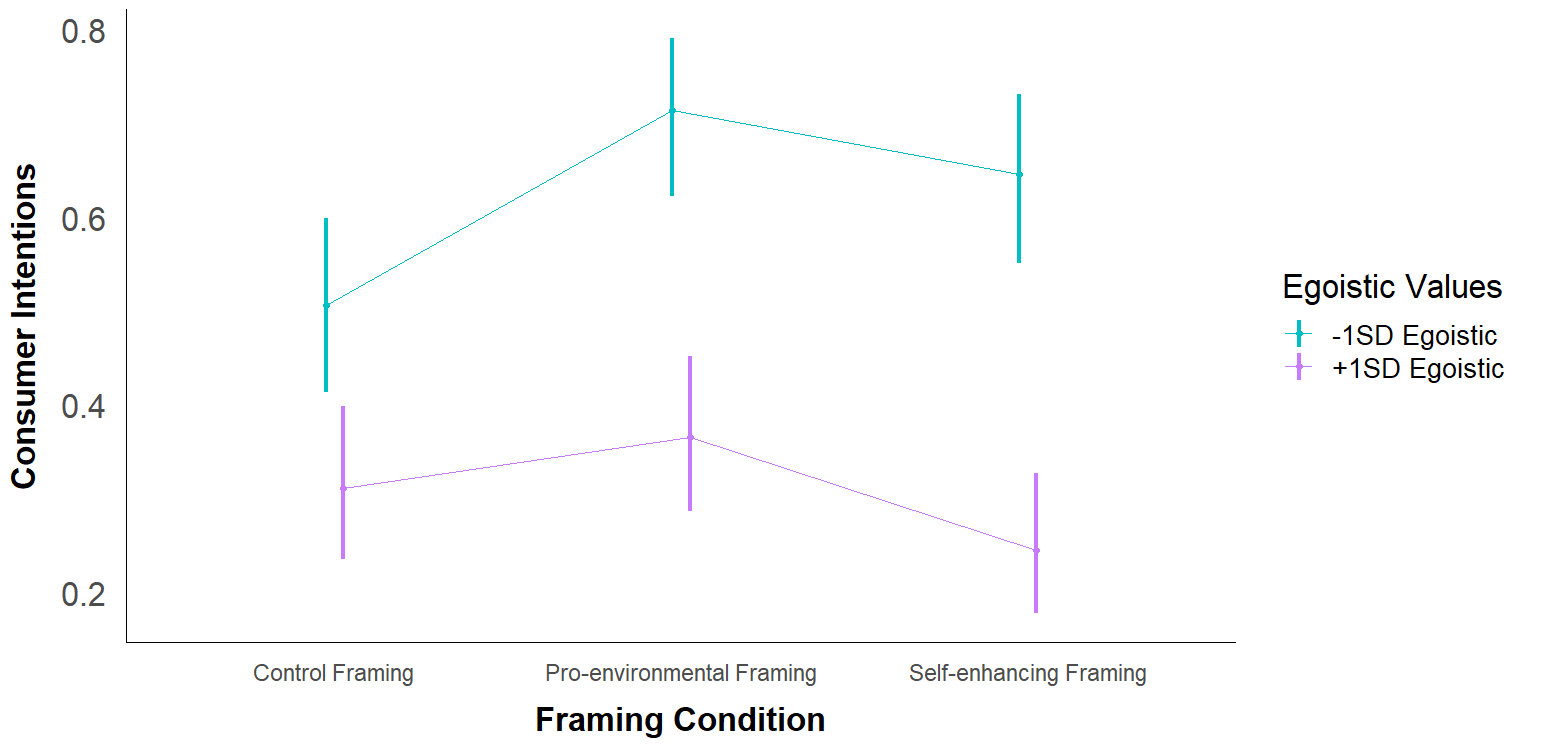 Consumer Intentions
0.8
0.6
0.4
0.2
Control Framing
Pro-environmental Framing
Self-enhancing Framing
Framing Condition
Egoistic Values
-1SD Egoistic
+1SD Egoistic